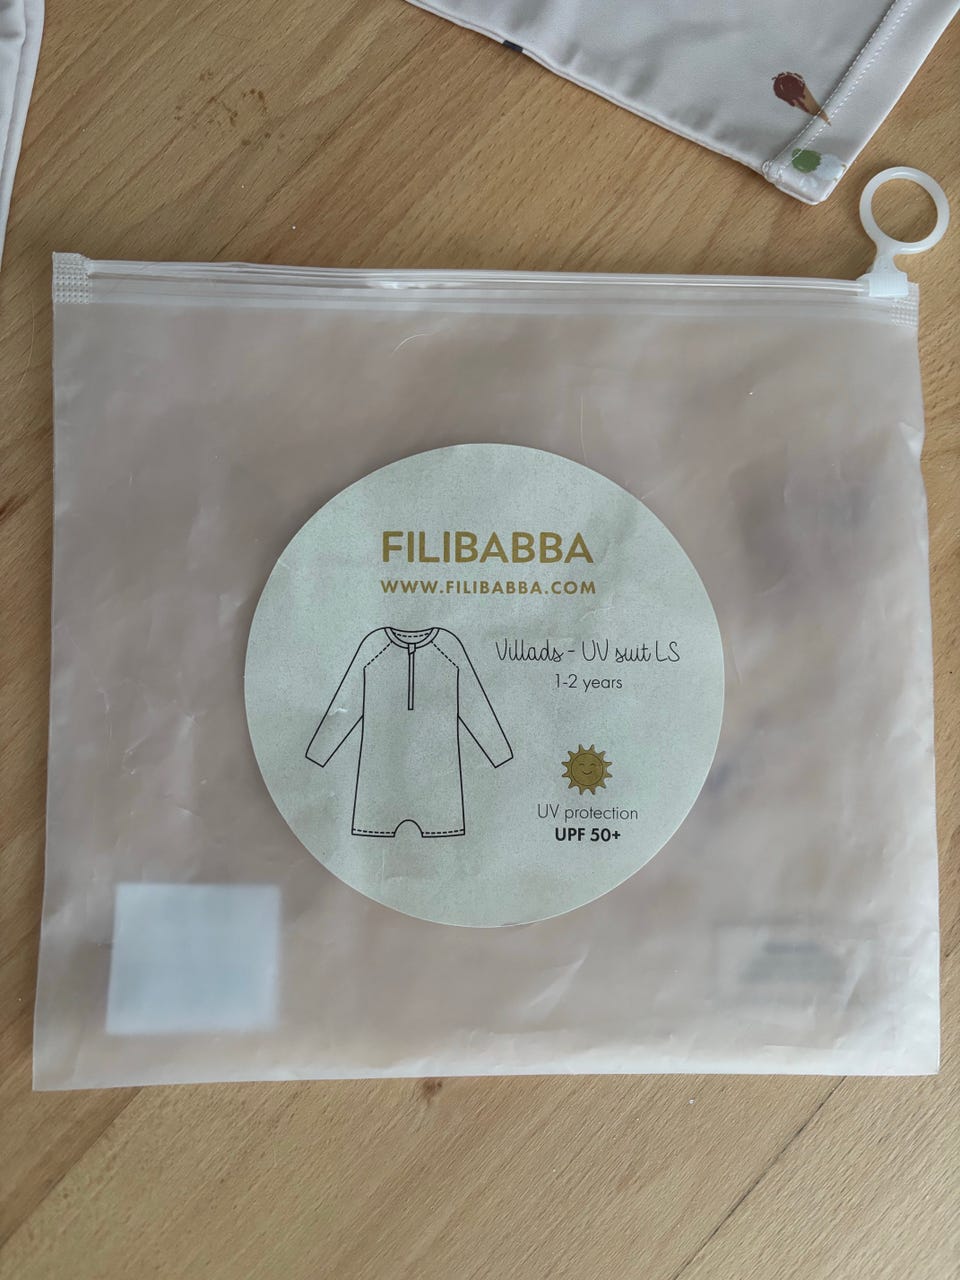 FILIBABBA
WWW.FILIBABBA.COM
Villads - UV suit LS
1-2 years
UV protection
UPF 50+